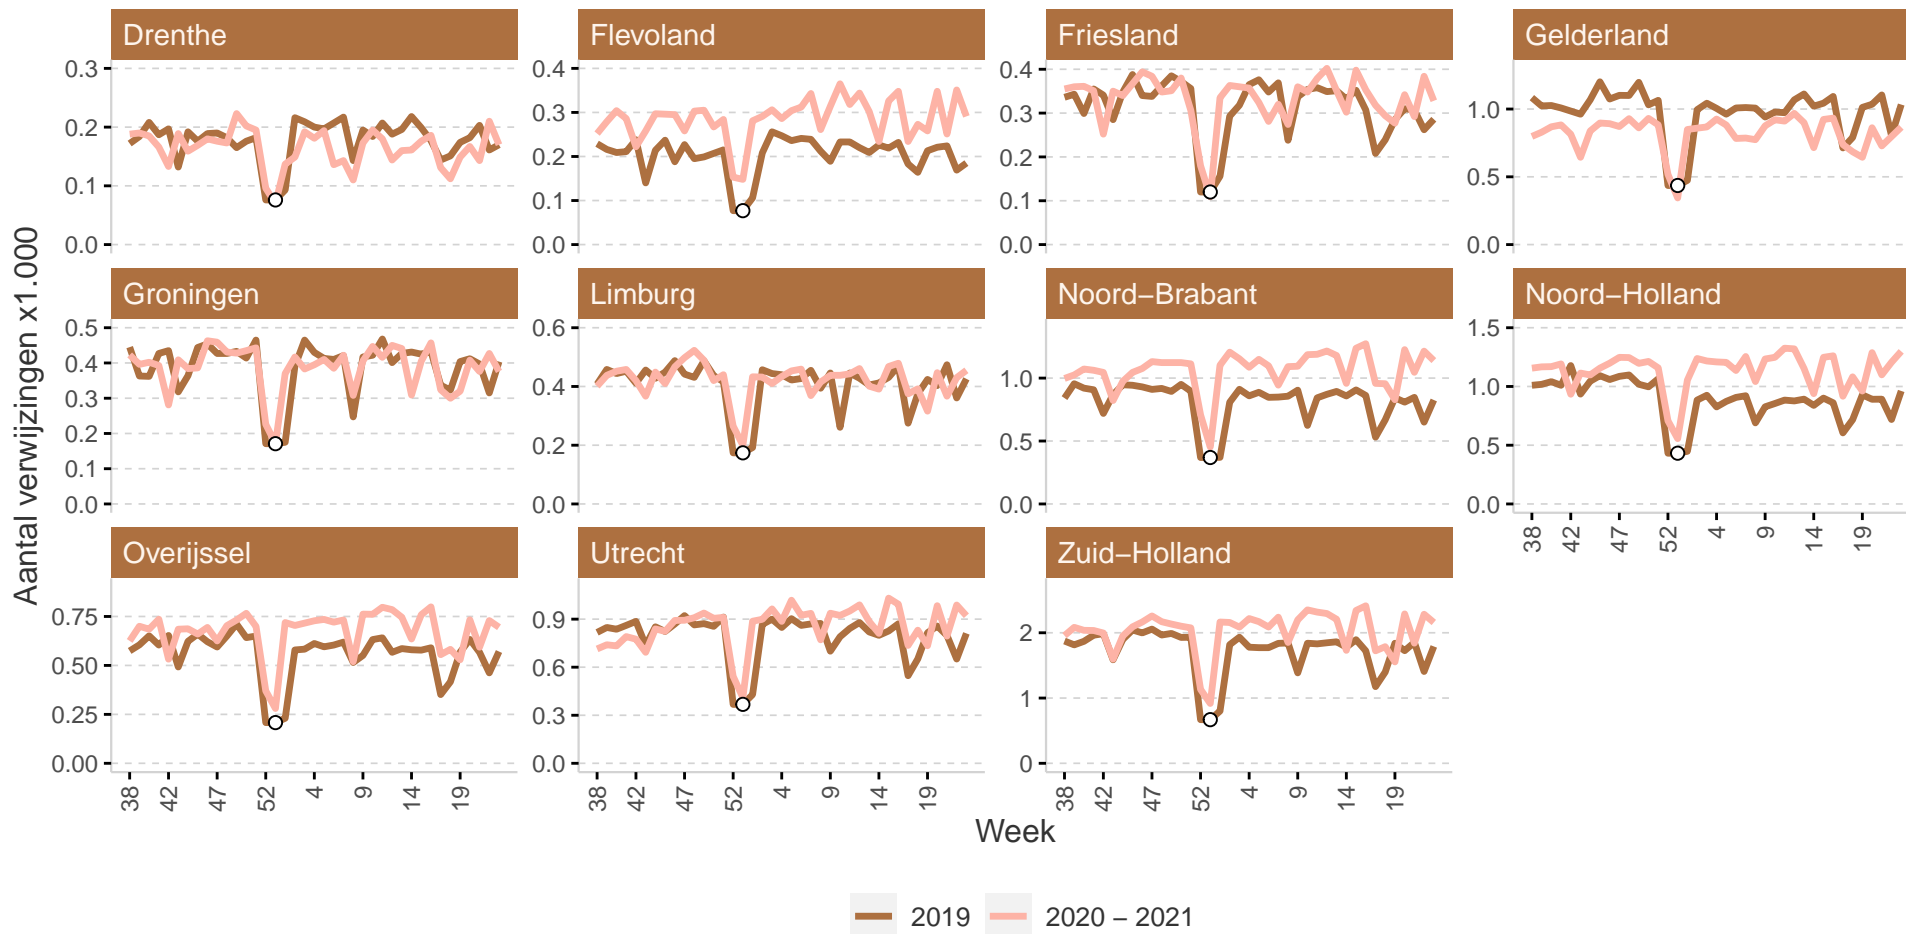 Drenthe
Flevoland
Friesland
Gelderland
0.3
0.2
0.1
0.0
0.4
0.3
0.2
0.1
0.0
0.4
0.3
0.2
0.1
0.0
1.0
0.5
0.0
Groningen
Limburg
Noord−Brabant
Noord−Holland
0.5
0.4
0.3
0.2
0.1
0.0
0.6
0.4
0.2
0.0
1.0
0.5
0.0
1.5
1.0
0.5
0.0
38 42 47 52 4 9 14 19
Overijssel
Utrecht
Zuid−Holland
0.75
0.50
0.25
0.00
0.9
0.6
0.3
0.0
2
1
0
38 42 47 52 4 9 14 19
38 42 47 52 4 9 14 19
38 42 47 52 4 9 14 19
Aantal verwijzingen x1.000
Week
2019
2020 − 2021